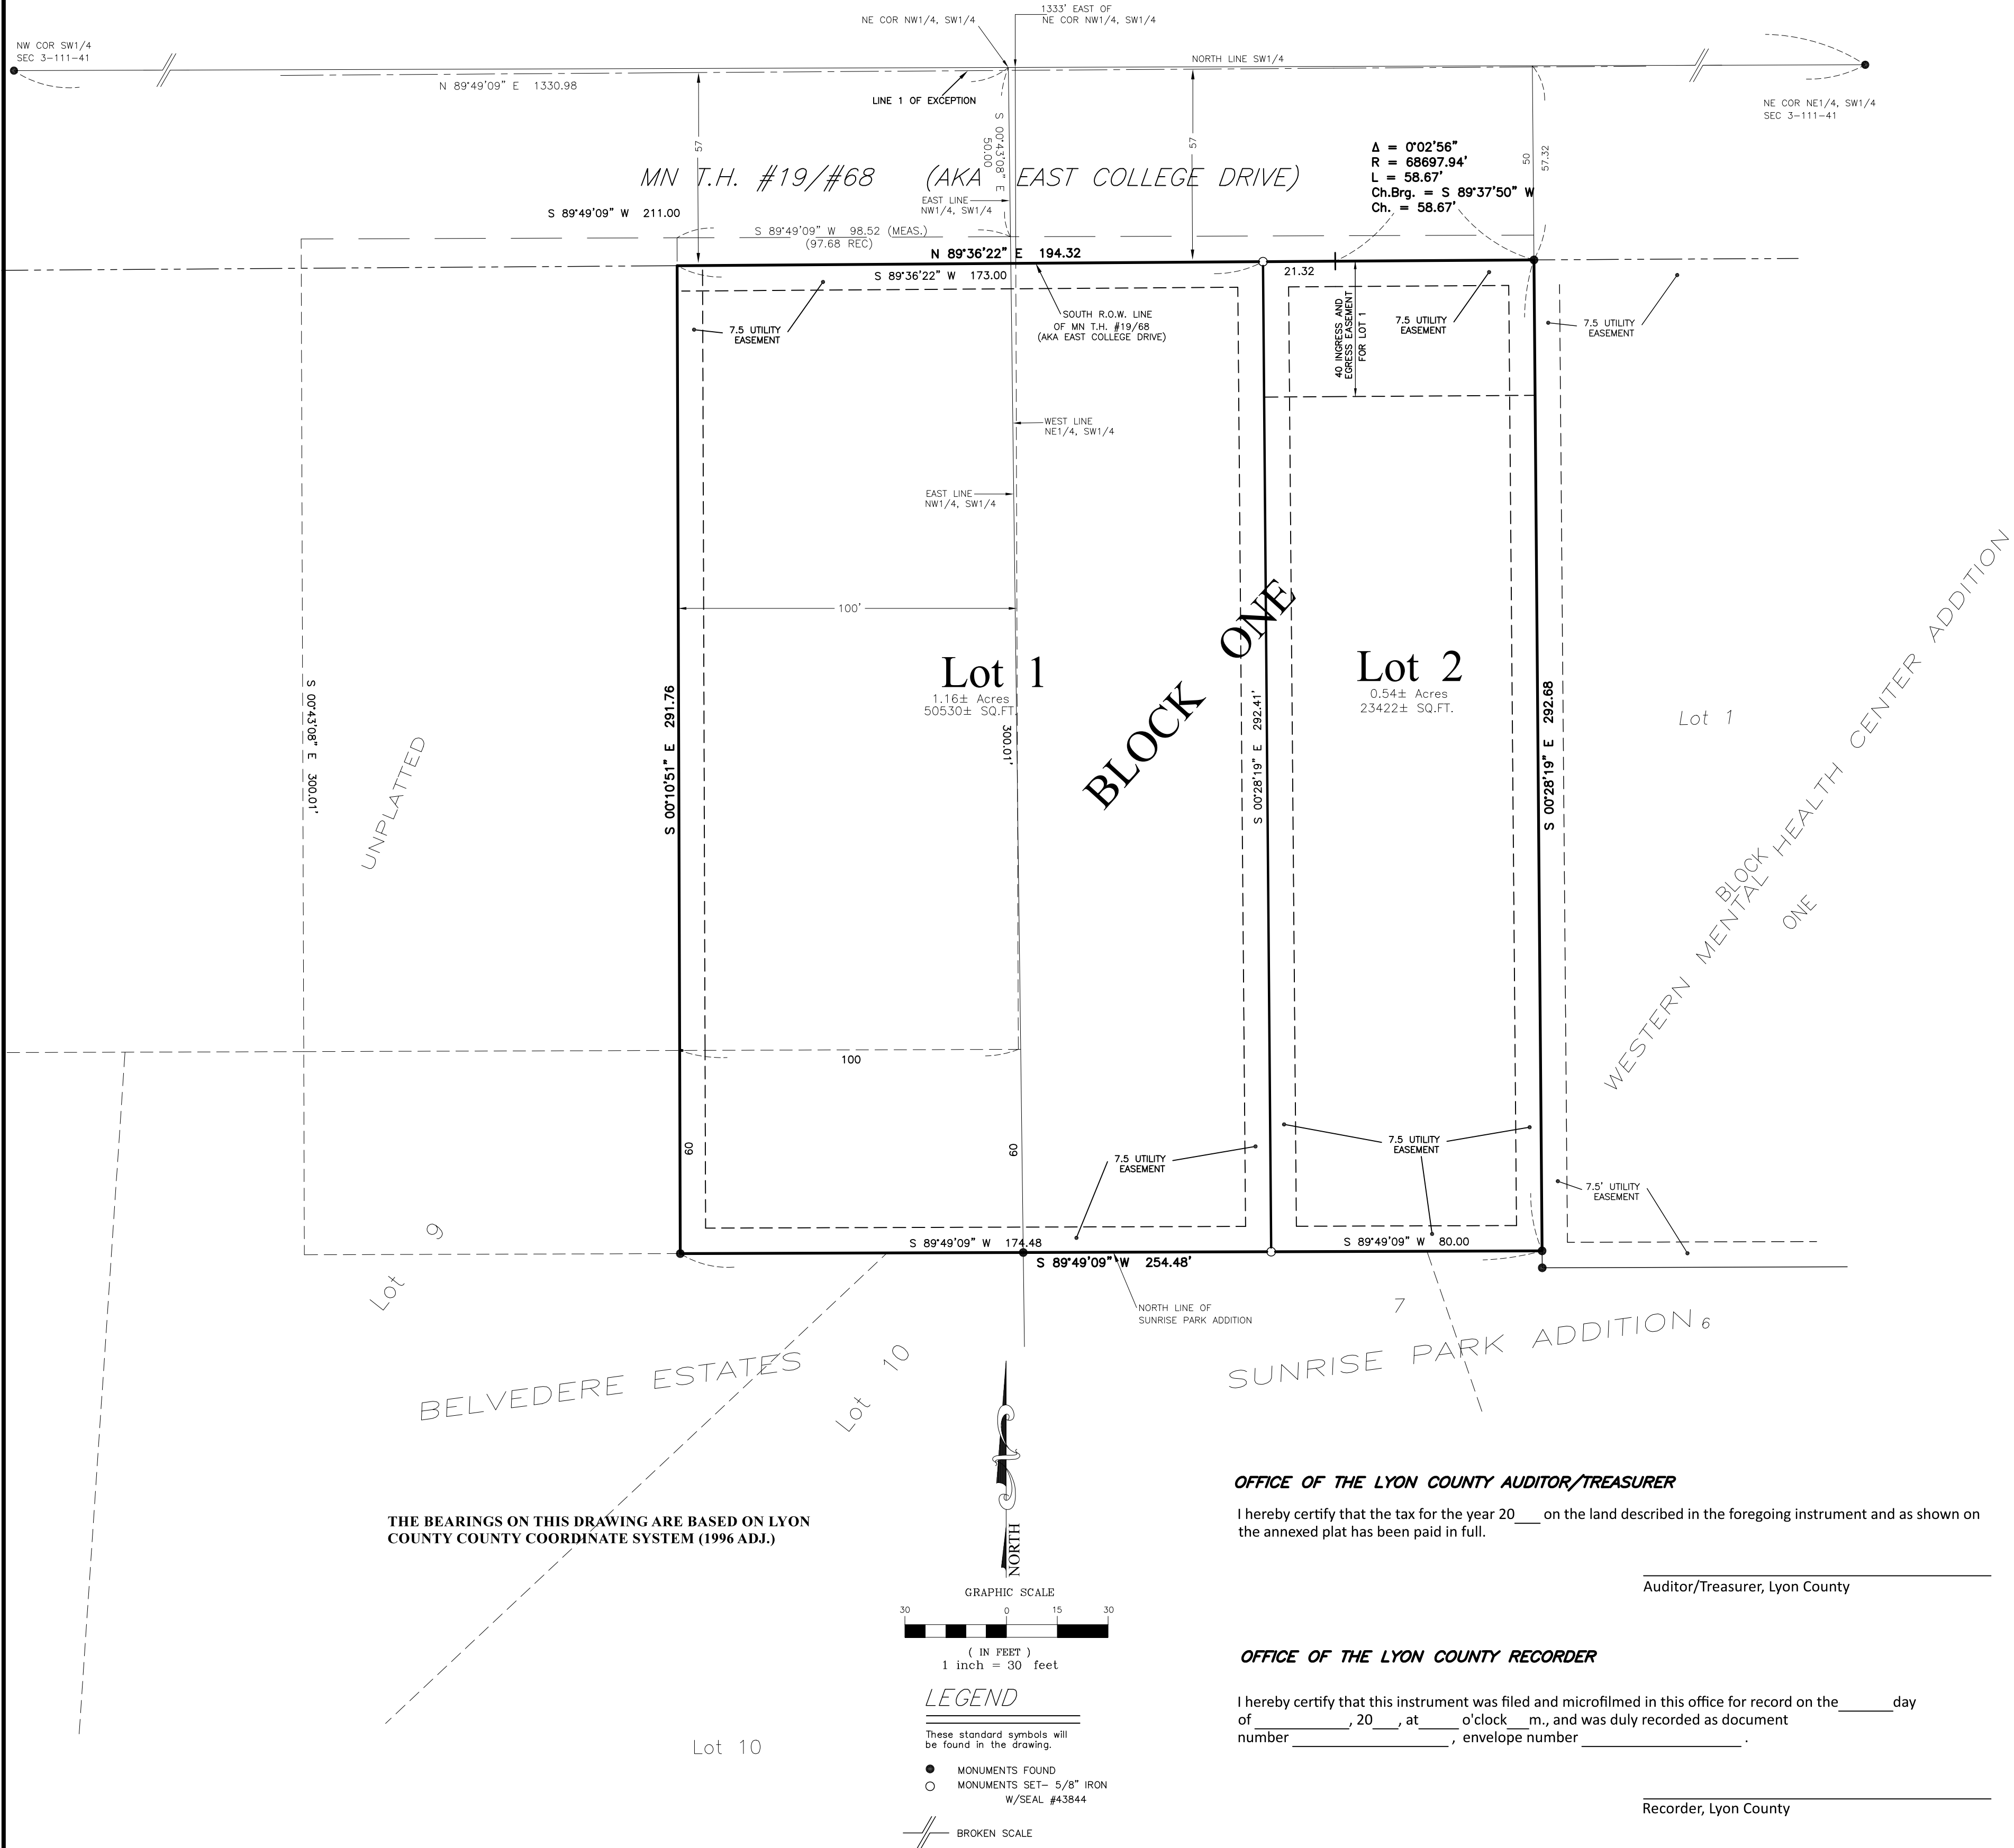 1333' EAST OF
NE COR NW1/4, SW1/4
NE COR NW1/4, SW1/4
NW COR SW1/4
SEC 3-111-41
NORTH LINE SW1/4
N 89°49'09" E 1330.98
LINE 1 OF EXCEPTION
NE COR NE1/4, SW1/4
SEC 3-111-41
S 00°43'08" E
50.00
57
57
50
57.32
Δ = 0°02'56"
R = 68697.94'
L = 58.67'
Ch.Brg. = S 89°37'50" W
Ch. = 58.67'
MN T.H. #19/#68 (AKA EAST COLLEGE DRIVE)
EAST LINE
NW1/4, SW1/4
S 89°49'09" W 211.00
S 89°49'09" W 98.52 (MEAS.)
(97.68 REC)
N 89°36'22" E 194.32
S 89°36'22" W 173.00
21.32
SOUTH R.O.W. LINE
OF MN T.H. #19/68
(AKA EAST COLLEGE DRIVE)
7.5 UTILITY
EASEMENT
40 INGRESS AND
EGRESS EASEMENT
FOR LOT 1
7.5 UTILITY
EASEMENT
7.5 UTILITY
EASEMENT
WEST LINE
NE1/4, SW1/4
EAST LINE
NW1/4, SW1/4
100'
BLOCK ONE
Lot 1
1.16± Acres
50530± SQ.FT.
Lot 2
0.54± Acres
23422± SQ.FT.
S 00°43'08" E 300.01'
UNPLATTED
S 00°10'51" E 291.76
300.01'
S 00°28'19" E 292.41'
S 00°28'19" E 292.68
Lot 1
BLOCK
ONE
WESTERN MENTAL HEALTH CENTER ADDITION
100
60
60
7.5 UTILITY
EASEMENT
7.5 UTILITY
EASEMENT
7.5' UTILITY
EASEMENT
S 89°49'09" W 174.48
S 89°49'09" W 80.00
S 89°49'09" W 254.48'
NORTH LINE OF
SUNRISE PARK ADDITION
Lot 9
Lot 10
7
6
BELVEDERE ESTATES
SUNRISE PARK ADDITION
THE BEARINGS ON THIS DRAWING ARE BASED ON LYON
COUNTY COUNTY COORDINATE SYSTEM (1996 ADJ.)
NORTH
GRAPHIC SCALE
30 0 15 30
( IN FEET )
1 inch = 30 feet
LEGEND
These standard symbols will
be found in the drawing.
MONUMENTS FOUND
MONUMENTS SET- 5/8" IRON
W/SEAL #43844
BROKEN SCALE
Lot 10
OFFICE OF THE LYON COUNTY AUDITOR/TREASURER
I hereby certify that the tax for the year 20___ on the land described in the foregoing instrument and as shown on
the annexed plat has been paid in full.
Auditor/Treasurer, Lyon County
OFFICE OF THE LYON COUNTY RECORDER
I hereby certify that this instrument was filed and microfilmed in this office for record on the_______day
of ____________, 20___, at_____ o'clock___m., and was duly recorded as document
number ____________________, envelope number ____________________.
Recorder, Lyon County